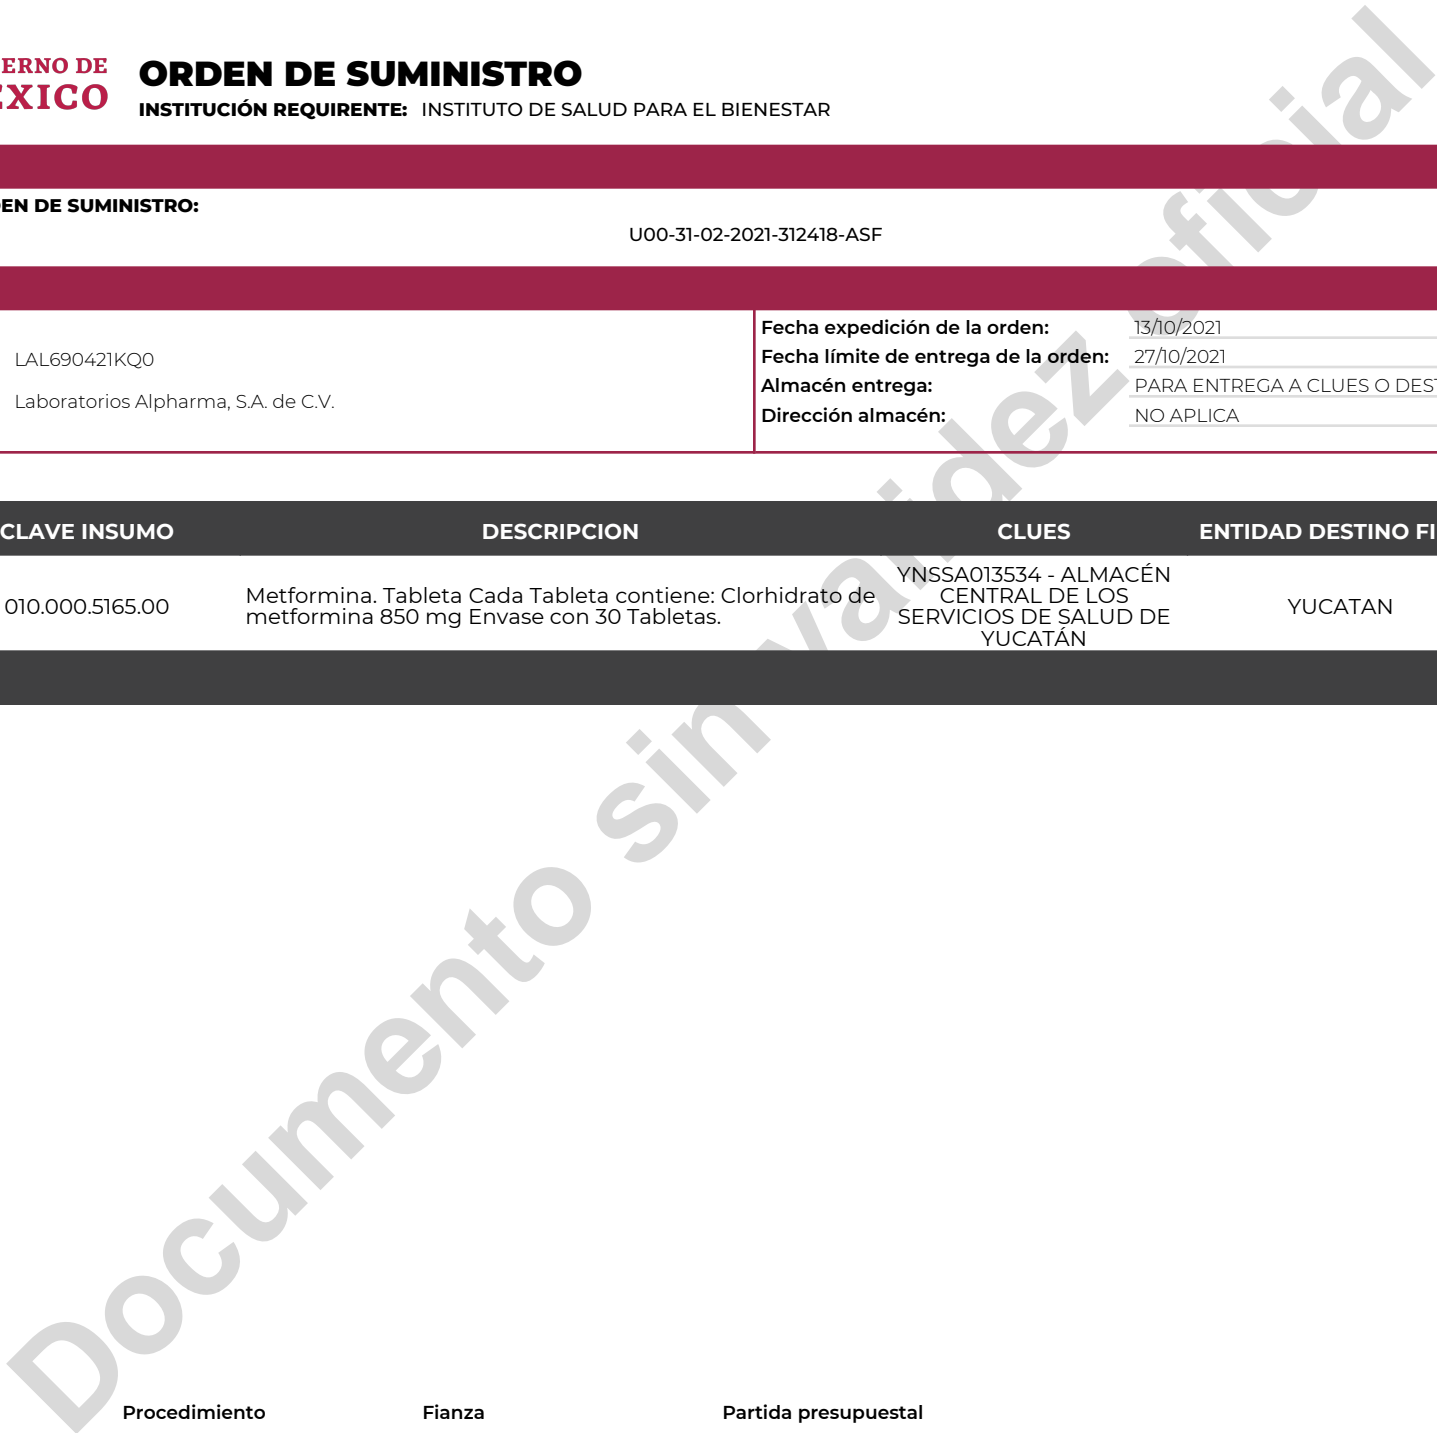 ERNO DE
EXICO
ORDEN DE SUMINISTRO
INSTITUCIÓN REQUIRENTE: INSTITUTO DE SALUD PARA EL BIENESTAR
EN DE SUMINISTRO:
U00-31-02-2021-312418-ASF
LAL690421KQ0
Laboratorios Alpharma, S.A. de C.V.
Fecha expedición de la orden: 13/10/2021
Fecha límite de entrega de la orden: 27/10/2021
Almacén entrega: PARA ENTREGA A CLUES O DEST
Dirección almacén: NO APLICA
CLAVE INSUMO DESCRIPCION CLUES ENTIDAD DESTINO FI
010.000.5165.00
Metformina. Tableta Cada Tableta contiene: Clorhidrato de
metformina 850 mg Envase con 30 Tabletas.
YNSSA013534 - ALMACÉN
CENTRAL DE LOS
SERVICIOS DE SALUD DE
YUCATÁN
YUCATAN
Documento sin validez oficial
Procedimiento Fianza Partida presupuestal